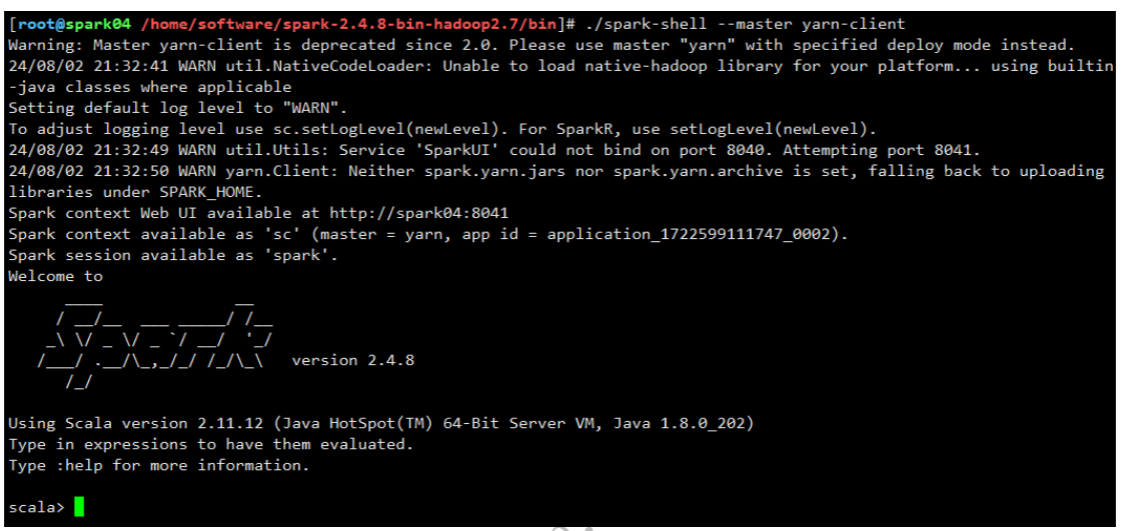 [root@spark04 /home/software/spark-2.4.8-bin-hadoop2.7/bin]# ./spark-shell --master yarn-client
Warning: Master yarn-client is deprecated since 2.0. Please use master "yarn" with specified deploy mode instead.
24/08/02 21:32:41 WARN util.NativeCodeLoader: Unable to load native-hadoop library for your platform... using builtin
-java classes where applicable
Setting default log level to "WARN".
To adjust logging level use sc.setLogLevel(newLevel). For SparkR, use setLogLevel(newLevel).
24/08/02 21:32:49 WARN util.Utils: Service 'SparkUI' could not bind on port 8040. Attempting port 8041.
24/08/02 21:32:50 WARN yarn.Client: Neither spark.yarn.jars nor spark.yarn.archive is set, falling back to uploading
libraries under SPARK_HOME.
Spark context Web UI available at http://spark04:8041
Spark context available as 'sc' (master = yarn, app id = application_1722599111747_0002).
Spark session available as 'spark'.
Welcome to
Spark version 2.4.8
Using Scala version 2.11.12 (Java HotSpot(TM) 64-Bit Server VM, Java 1.8.0_202)
Type in expressions to have them evaluated.
Type :help for more information.
scala>